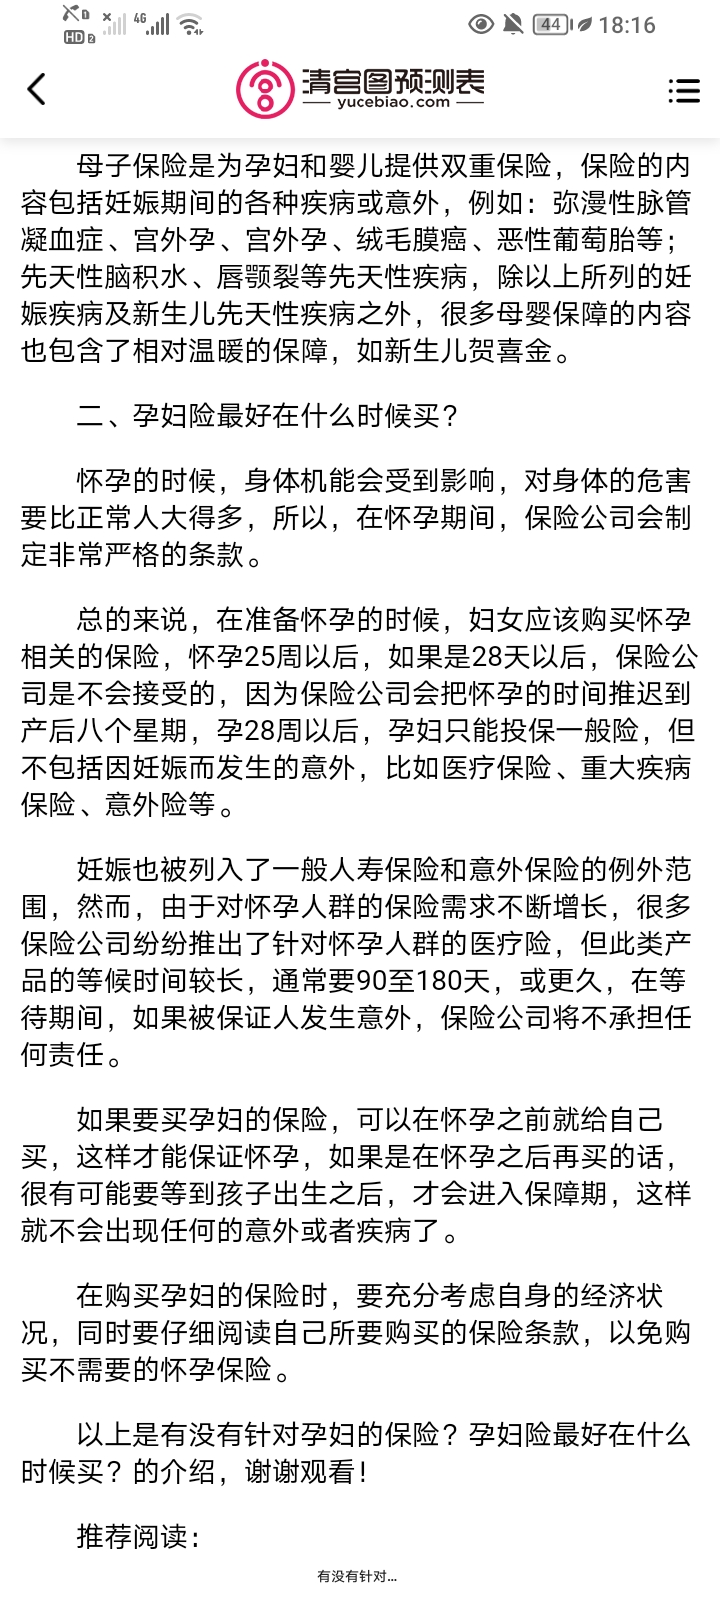 HD 2
4G
44
18:16
清宫图预测表
yucebiao.com
母子保险是为孕妇和婴儿提供双重保险，保险的内
容包括妊娠期间的各种疾病或意外，例如：弥漫性脉管
凝血症、宫外孕、宫外孕、绒毛膜癌、恶性葡萄胎等；
先天性脑积水、唇颚裂等先天性疾病，除以上所列的妊
娠疾病及新生儿先天性疾病之外，很多母婴保障的内容
也包含了相对温暖的保障，如新生儿贺喜金。
二、孕妇险最好在什么时候买？
怀孕的时候，身体机能会受到影响，对身体的危害
要比正常人大得多，所以，在怀孕期间，保险公司会制
定非常严格的条款。
总的来说，在准备怀孕的时候，妇女应该购买怀孕
相关的保险，怀孕25周以后，如果是28天以后，保险公
司是不会接受的，因为保险公司会把怀孕的时间推迟到
产后八个星期，孕28周以后，孕妇只能投保一般险，但
不包括因妊娠而发生的意外，比如医疗保险、重大疾病
保险、意外险等。
妊娠也被列入了一般人寿保险和意外保险的例外范
围，然而，由于对怀孕人群的保险需求不断增长，很多
保险公司纷纷推出了针对怀孕人群的医疗险，但此类产
品的等候时间较长，通常要90至180天，或更久，在等
待期间，如果被保证人发生意外，保险公司将不承担任
何责任。
如果要买孕妇的保险，可以在怀孕之前就给自己
买，这样才能保证怀孕，如果是在怀孕之后再买的话，
很有可能要等到孩子出生之后，才会进入保障期，这样
就不会出现任何的意外或者疾病了。
在购买孕妇的保险时，要充分考虑自身的经济状
况，同时要仔细阅读自己所要购买的保险条款，以免购
买不需要的怀孕保险。
以上是有没有针对孕妇的保险？孕妇险最好在什么
时候买？的介绍，谢谢观看！
推荐阅读：
有没有针对...